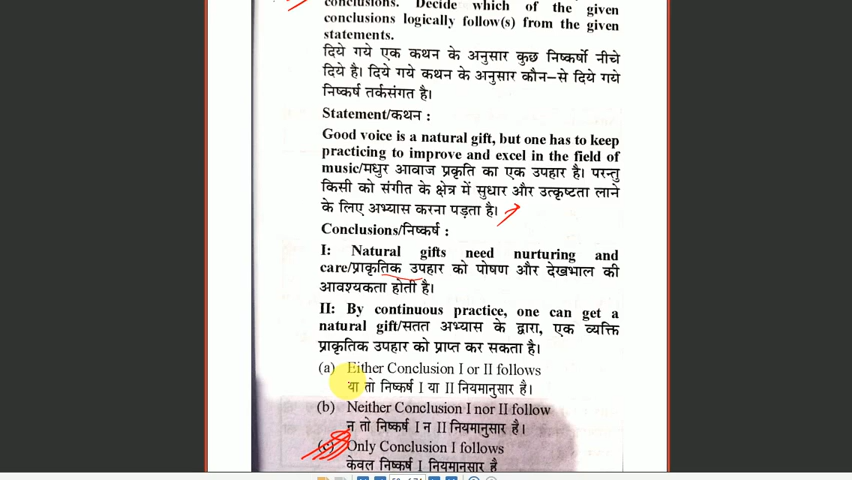 conclusions. Decide which of the given
conclusions logically follow(s) from the given
statements.
दिये गये एक कथन के अनुसार कुछ निष्कर्षो नीचे
दिये है। दिये गये कथन के अनुसार कौन–से दिये गये
निष्कर्ष तर्कसंगत है।
Statement/कथन :
Good voice is a natural gift, but one has to keep
practicing to improve and excel in the field of
music/मधुर आवाज प्रकृति का एक उपहार है। परन्तु
किसी को संगीत के क्षेत्र में सुधार और उत्कृष्टता लाने
के लिए अभ्यास करना पड़ता है।
Conclusions/निष्कर्ष :
I: Natural gifts need nurturing and
care/प्राकृतिक उपहार को पोषण और देखभाल की
आवश्यकता होती है।
II: By continuous practice, one can get a
natural gift/सतत अभ्यास के द्वारा, एक व्यक्ति
प्राकृतिक उपहार को प्राप्त कर सकता है।
(a) Either Conclusion I or II follows
या तो निष्कर्ष I या II नियमानुसार है।
(b) Neither Conclusion I nor II follow
न तो निष्कर्ष I न II नियमानुसार है।
(c) Only Conclusion I follows
केवल निष्कर्ष I नियमानुसार है